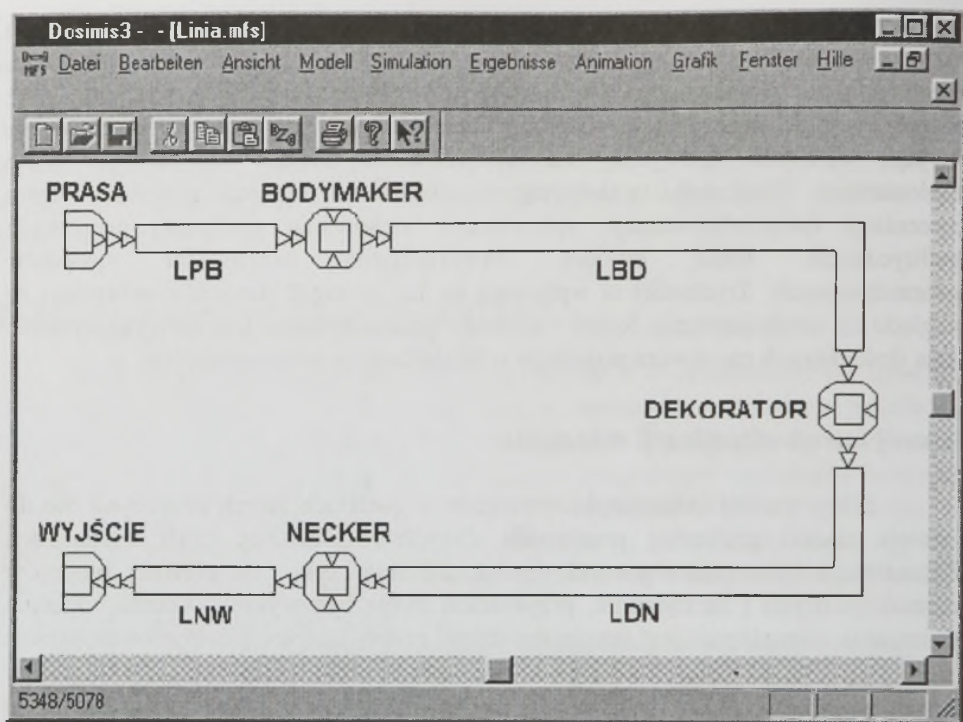 Dosimis3 - - [Linia.mfs]
MFS Datei Bearbeiten Ansicht Modell Simulation Ergebnisse Animation Grafik Fenster Hilfe
PRASA BODYMAKER
LPB LBD
DEKORATOR
WYJŚCIE NECKER
LNW LDN
5348/5078